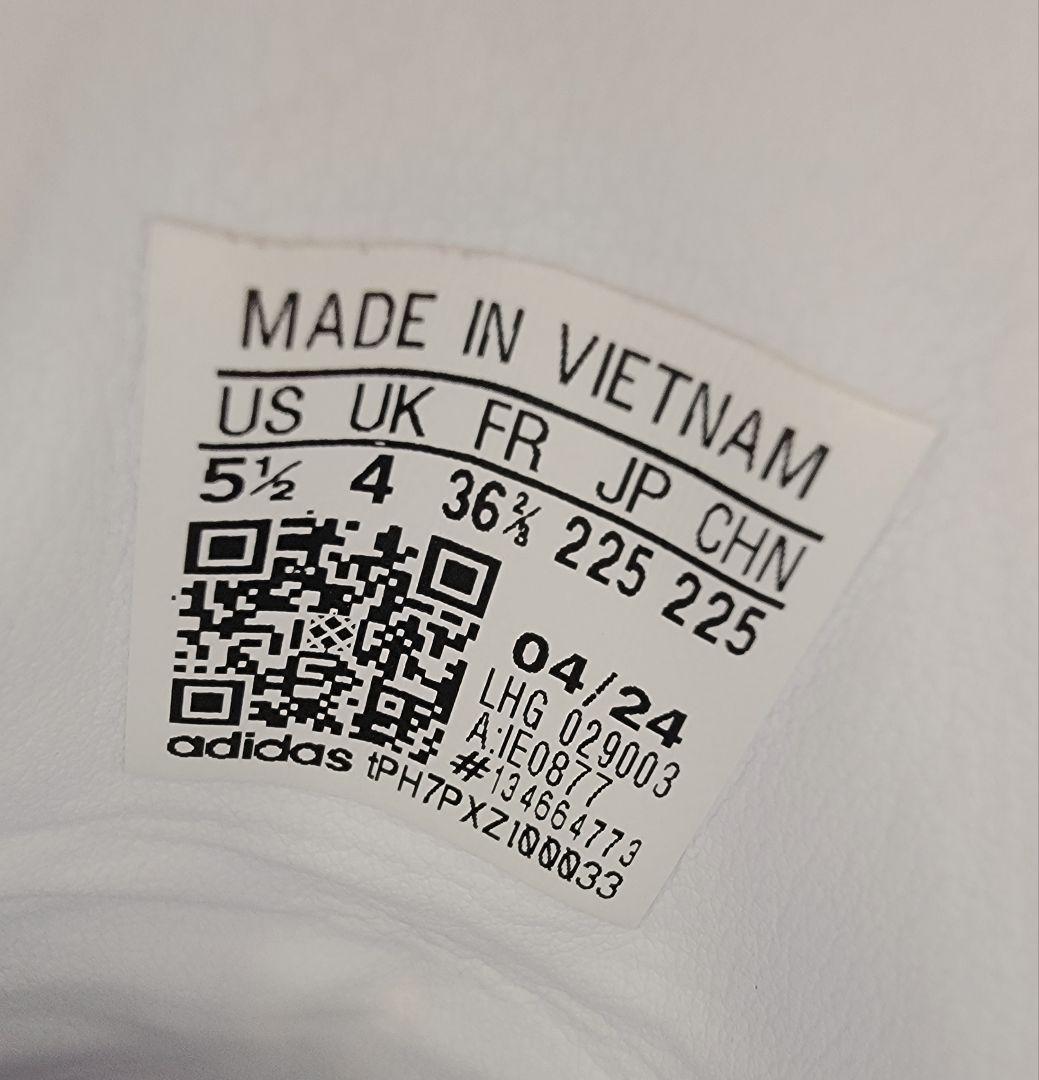 MADE IN VIETNAM
US UK FR JP CHN
5½ 4 36⅔ 225 225
04/24
LHG 029003
A:IE0877
#134664773
adidas tPH7PXZ100033